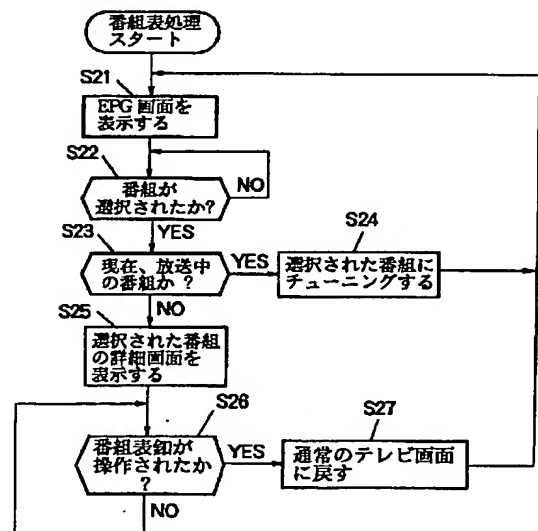 番組表処理
スタート
S21
EPG 画面を
表示する
S22
番組が
選択されたか?
NO
YES
S23
現在、放送中
の番組か ?
YES
NO
S24
選択された番組に
チューニングする
S25
選択された番組
の詳細画面を
表示する
S26
番組表釦が
操作されたか
?
YES
NO
S27
通常のテレビ画面
に戻す